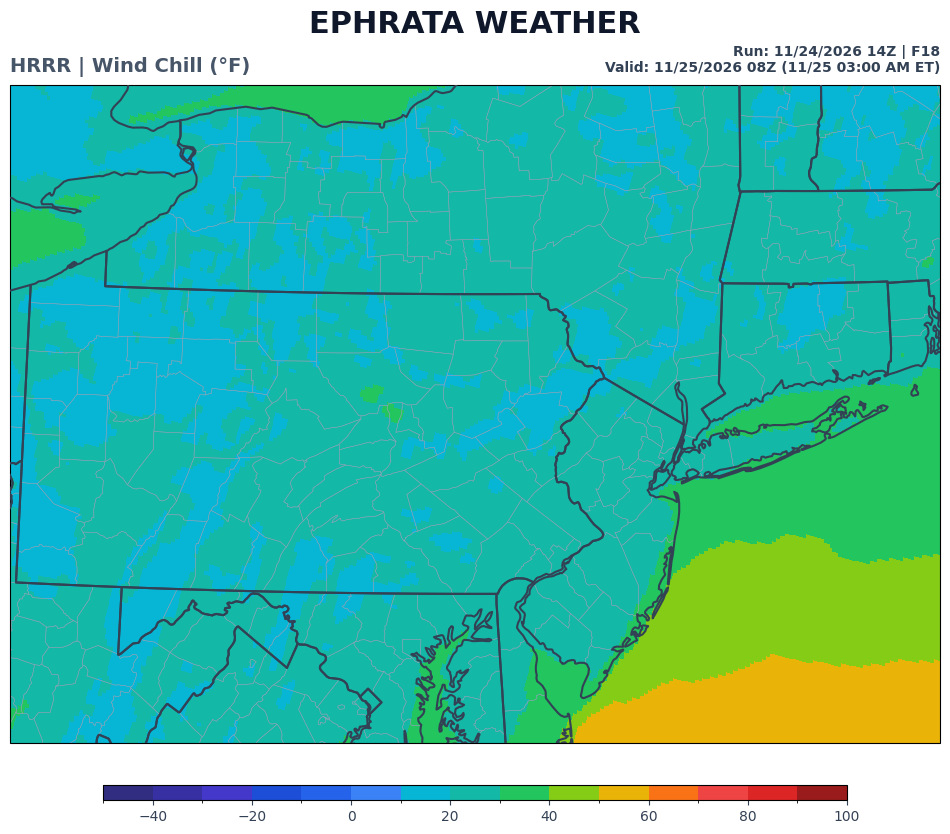 EPHRATA WEATHER
HRRR | Wind Chill (°F)
Run: 11/24/2026 14Z | F18
Valid: 11/25/2026 08Z (11/25 03:00 AM ET)
−40 −20 0 20 40 60 80 100